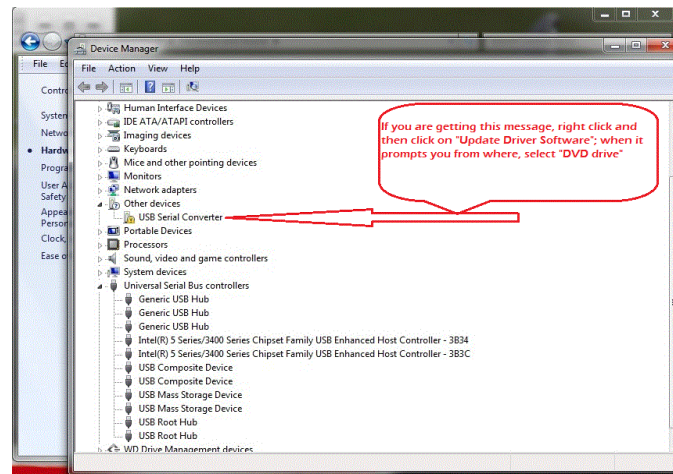 Device Manager
File
File Action View Help
Contro
System
Netwo
Hardw
Progra
User A
Safety
Appea
Person
Clock,
Ease o
Human Interface Devices
IDE ATA/ATAPI controllers
Imaging devices
Keyboards
Mice and other pointing devices
Monitors
Network adapters
Other devices
USB Serial Converter
Portable Devices
Processors
Sound, video and game controllers
System devices
Universal Serial Bus controllers
Generic USB Hub
Generic USB Hub
Generic USB Hub
Intel(R) 5 Series/3400 Series Chipset Family USB Enhanced Host Controller - 3B34
Intel(R) 5 Series/3400 Series Chipset Family USB Enhanced Host Controller - 3B3C
USB Composite Device
USB Composite Device
USB Mass Storage Device
USB Mass Storage Device
USB Root Hub
USB Root Hub
WD Drive Management devices
If you are getting this message, right click and
then click on "Update Driver Software"; when it
prompts you from where, select "DVD drive"